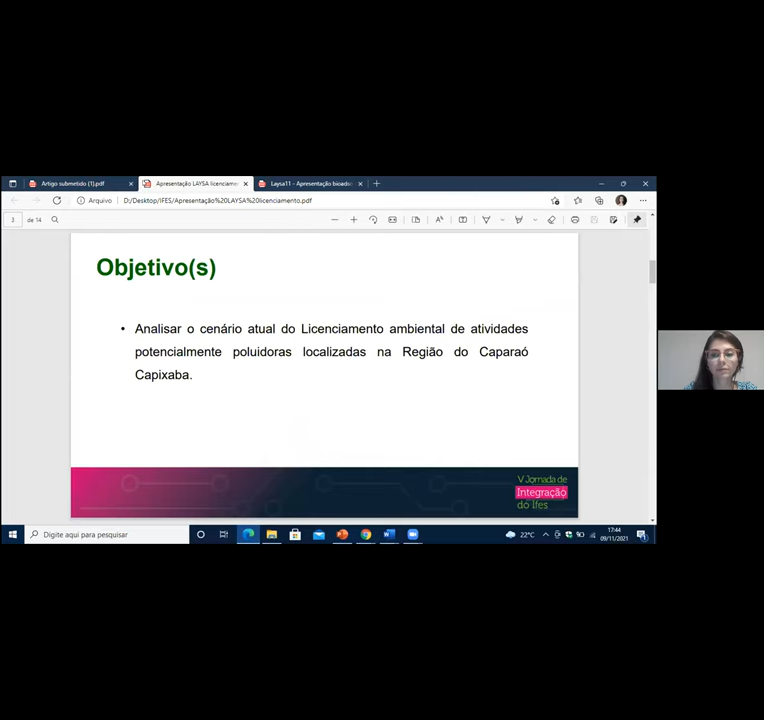 Artigo submetido (1).pdf
Apresentação LAYSA licenciame
Laysa11 - Apresentação bioads
Arquivo
D:/Desktop/IFES/Apresentação%20LAYSA%20licenciamento.pdf
3 de 14
Objetivo(s)
• Analisar o cenário atual do Licenciamento ambiental de atividades
potencialmente poluidoras localizadas na Região do Caparaó
Capixaba.
V Jornada de
Integração
do Ifes
Digite aqui para pesquisar
22°C
17:44
09/11/2021